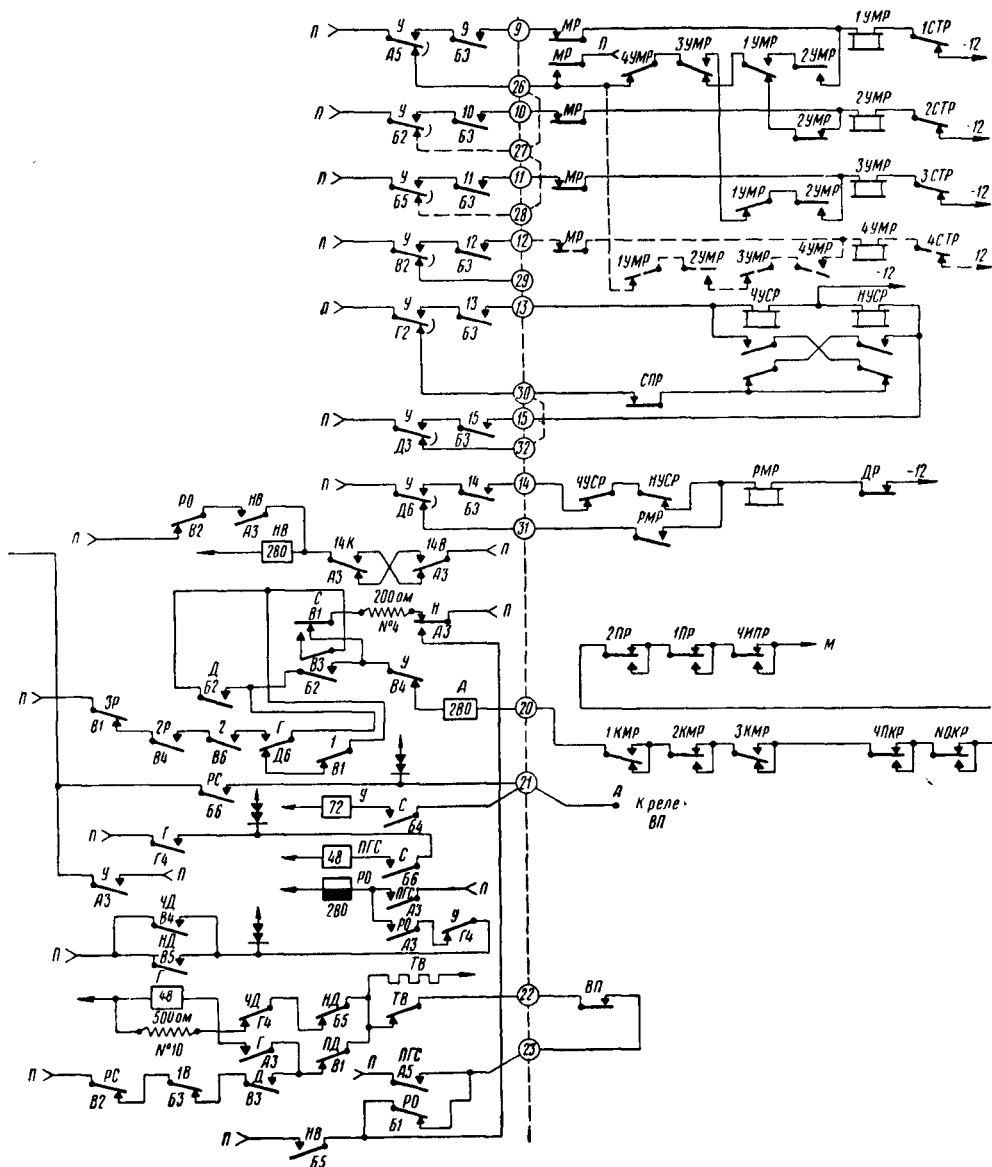 П У 9 9 МР 1УМР 1СТР
А5 Б3 -12
МР П 4УМР 3УМР 1УМР 2УМР
26
П У 10 10 МР 2УМР 2СТР
Б2 Б3 2УМР -12
27
П У 11 11 МР 3УМР 3СТР
Б5 Б3 1УМР 2УМР -12
28
П У 12 12 МР 4УМР 4СТР
В2 Б3 1УМР 2УМР 3УМР 4УМР 12
29 -12
П У 13 13 ЧУСР НУСР
Г2 Б3
30 СПР
П У 15 15
Д3 Б3
32
П У 14 14 ЧУСР НУСР РМР ДР -12
Д6 Б3
31 РМР
РО НВ
П В2 А3
НВ
280 14К 14В П
А3 А3
200 ом
С В1 №4 Н П
Д3
В3
Д Б2 У
Б2 В4 А
280 20
2ПР 1ПР ЧИПР М
П 3Р
В1 2Р 2 Г 1
В4 В6 Д6 В1
1КМР 2КМР 3КМР ЧПКР НОКР
РС 21
Б6 А
К реле
ВП
72 У С
Б4
П Г
Г4 48 ПГС С
Б6
У П РО ПГС П
А3 280 А3
ЧД РО У
В4 А3 Г4
НД
П В5
ТВ
Г
48 ЧД НД ТВ 22 ВП
500 ом Г4 Б5
№10 Г ПД 23
А3 В1
П РС 1В Д П ПГС
В2 Б3 В3 А5
РО
Б1
П НВ
Б5